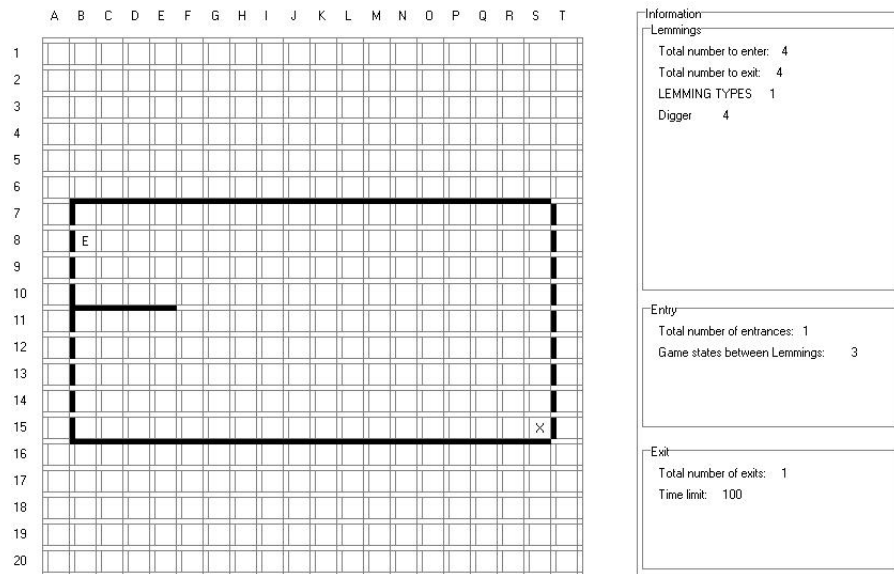 A B C D E F G H I J K L M N O P Q R S T
1
2
3
4
5
6
7
8 E
9
10
11
12
13
14
15 X
16
17
18
19
20
Information
Lemmings
Total number to enter: 4
Total number to exit: 4
LEMMING TYPES 1
Digger 4
Entry
Total number of entrances: 1
Game states between Lemmings: 3
Exit
Total number of exits: 1
Time limit: 100